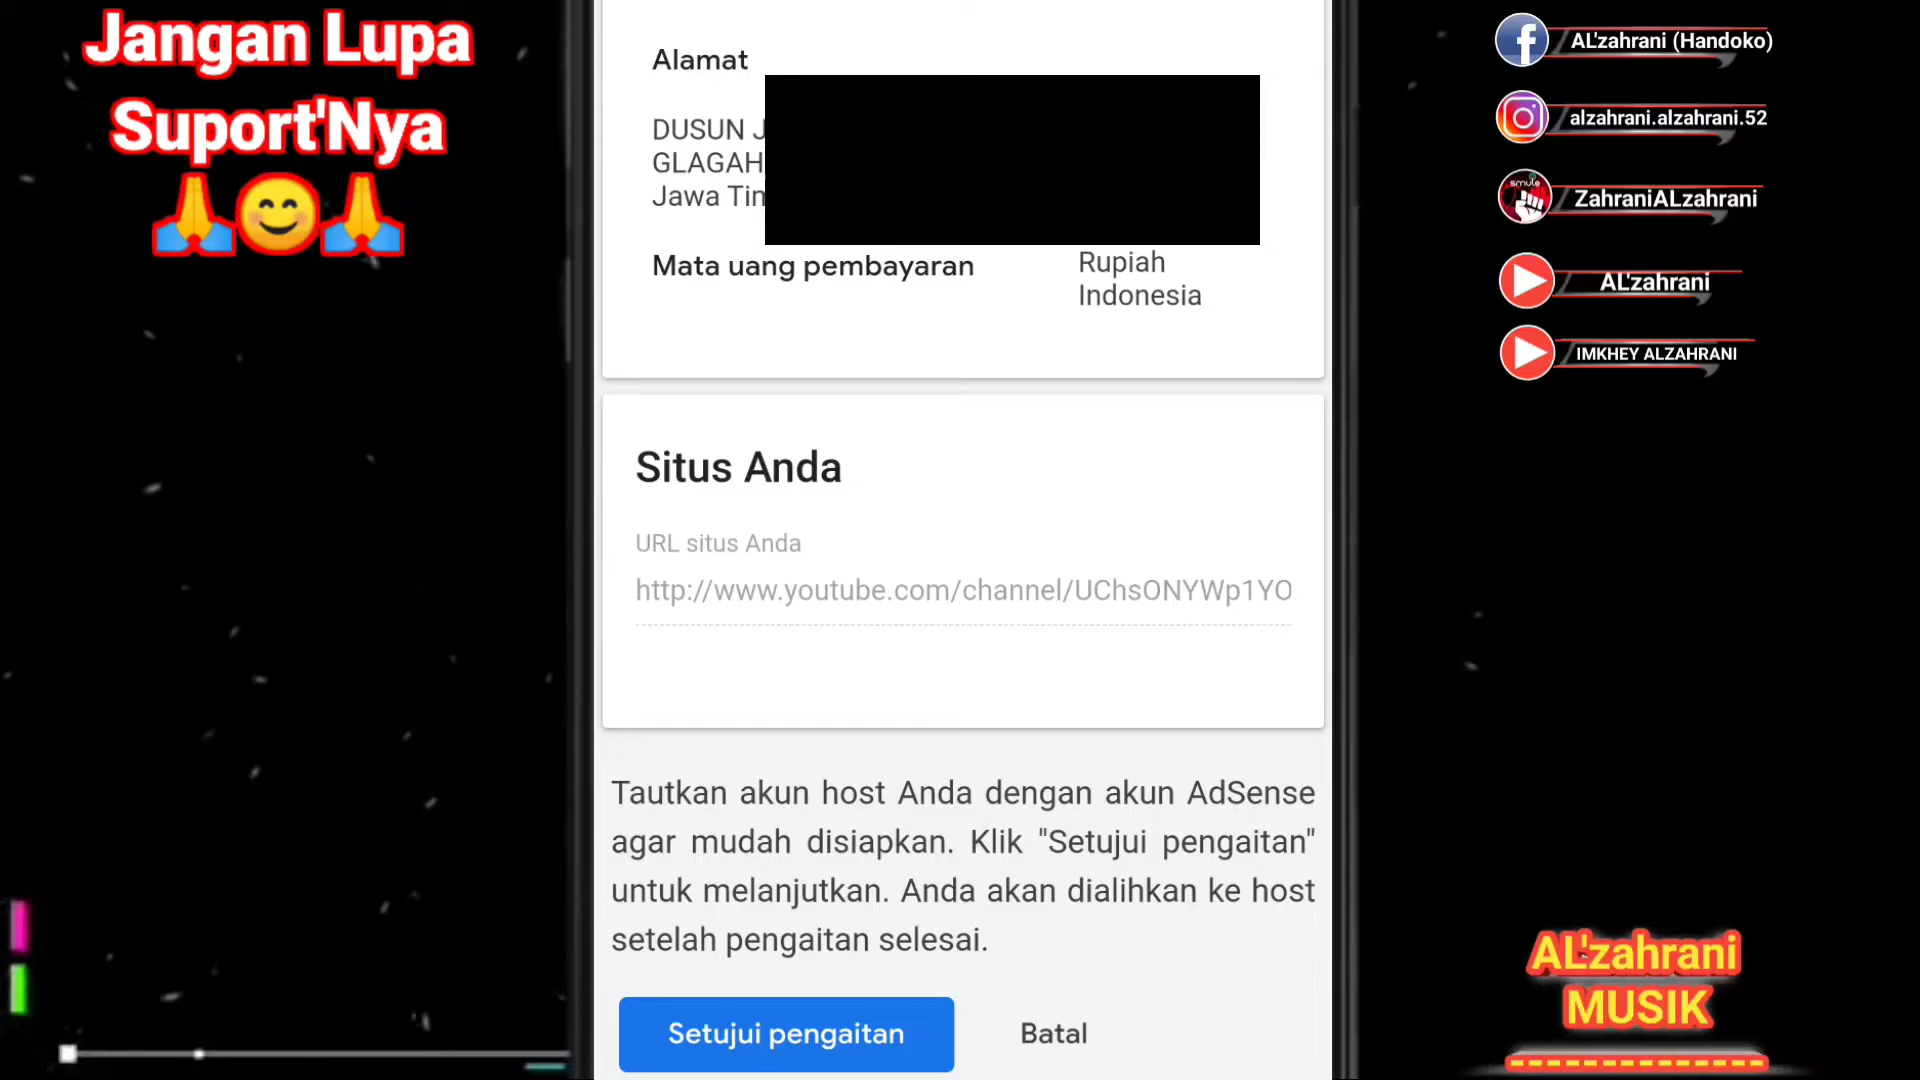 Jangan Lupa
Suport'Nya
Alamat
DUSUN J
GLAGAH
Jawa Tim
Mata uang pembayaran
Rupiah
Indonesia
Situs Anda
URL situs Anda
http://www.youtube.com/channel/UChsONYWp1YO
Tautkan akun host Anda dengan akun AdSense
agar mudah disiapkan. Klik "Setujui pengaitan"
untuk melanjutkan. Anda akan dialihkan ke host
setelah pengaitan selesai.
Setujui pengaitan
Batal
AL'zahrani (Handoko)
alzahrani.alzahrani.52
smule
ZahraniALzahrani
AL'zahrani
IMKHEY ALZAHRANI
AL'zahrani
MUSIK